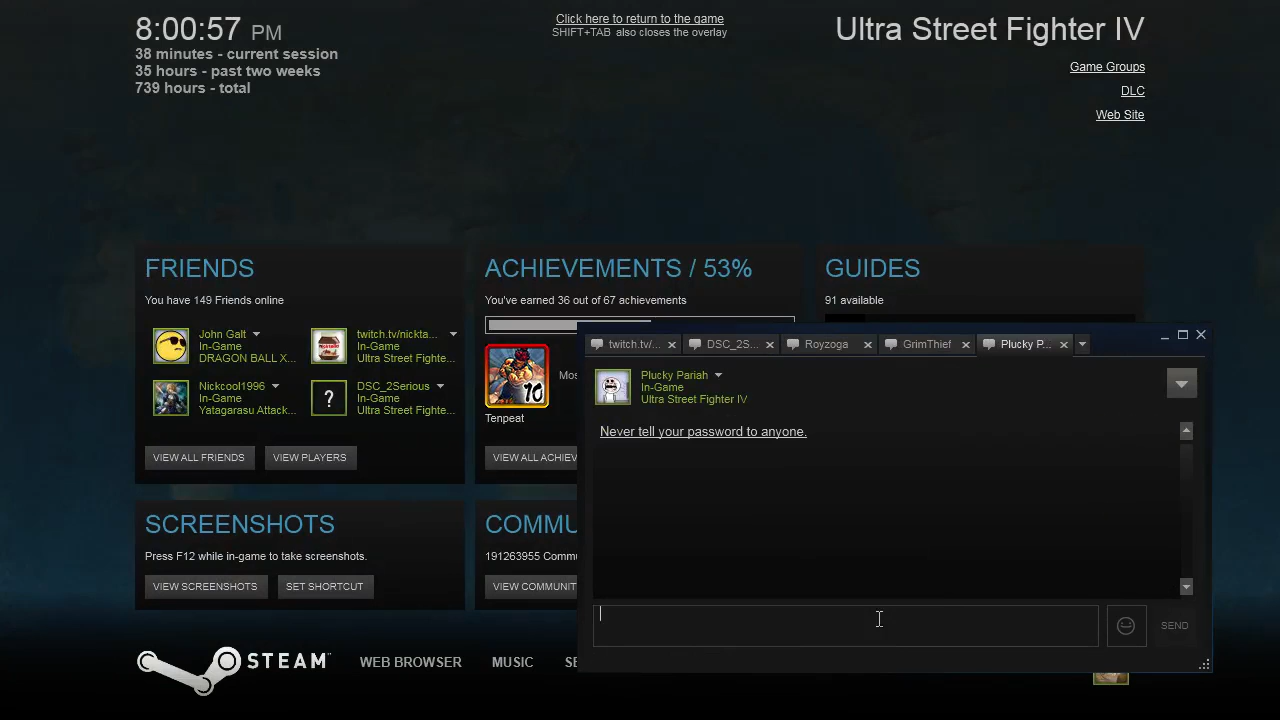 8:00:57 PM
38 minutes - current session
35 hours - past two weeks
739 hours - total
Click here to return to the game
SHIFT+TAB also closes the overlay
Ultra Street Fighter IV
Game Groups
DLC
Web Site
FRIENDS
You have 149 Friends online
John Galt
In-Game
DRAGON BALL X...
twitch.tv/nickta...
In-Game
Ultra Street Fighte...
Nickcool1996
In-Game
Yatagarasu Attack...
DSC_2Serious
In-Game
Ultra Street Fighte...
VIEW ALL FRIENDS
VIEW PLAYERS
ACHIEVEMENTS / 53%
You've earned 36 out of 67 achievements
10
Mos
Tenpeat
VIEW ALL ACHIEV
GUIDES
91 available
twitch.tv/...
DSC_2S...
Royzoga
GrimThief
Plucky P...
Plucky Pariah
In-Game
Ultra Street Fighter IV
Never tell your password to anyone.
SEND
SCREENSHOTS
Press F12 while in-game to take screenshots.
VIEW SCREENSHOTS
SET SHORTCUT
COMMU
191263955 Commu
VIEW COMMUNIT
STEAM
WEB BROWSER
MUSIC
SE